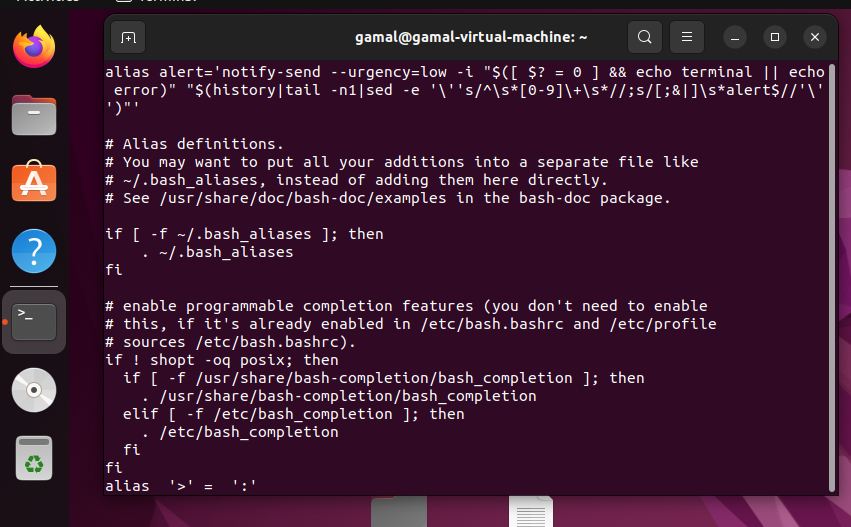 gamal@gamal-virtual-machine: ~
alias alert='notify-send --urgency=low -i "$([ $? = 0 ] && echo terminal || echo
 error)" "$(history|tail -n1|sed -e '\''s/^\s*[0-9]\+\s*//;s/[;&|]\s*alert$//'\'
')"'
# Alias definitions.
# You may want to put all your additions into a separate file like
# ~/.bash_aliases, instead of adding them here directly.
# See /usr/share/doc/bash-doc/examples in the bash-doc package.
if [ -f ~/.bash_aliases ]; then
    . ~/.bash_aliases
fi
# enable programmable completion features (you don't need to enable
# this, if it's already enabled in /etc/bash.bashrc and /etc/profile
# sources /etc/bash.bashrc).
if ! shopt -oq posix; then
  if [ -f /usr/share/bash-completion/bash_completion ]; then
    . /usr/share/bash-completion/bash_completion
  elif [ -f /etc/bash_completion ]; then
    . /etc/bash_completion
  fi
fi
alias  '>' =  ':'